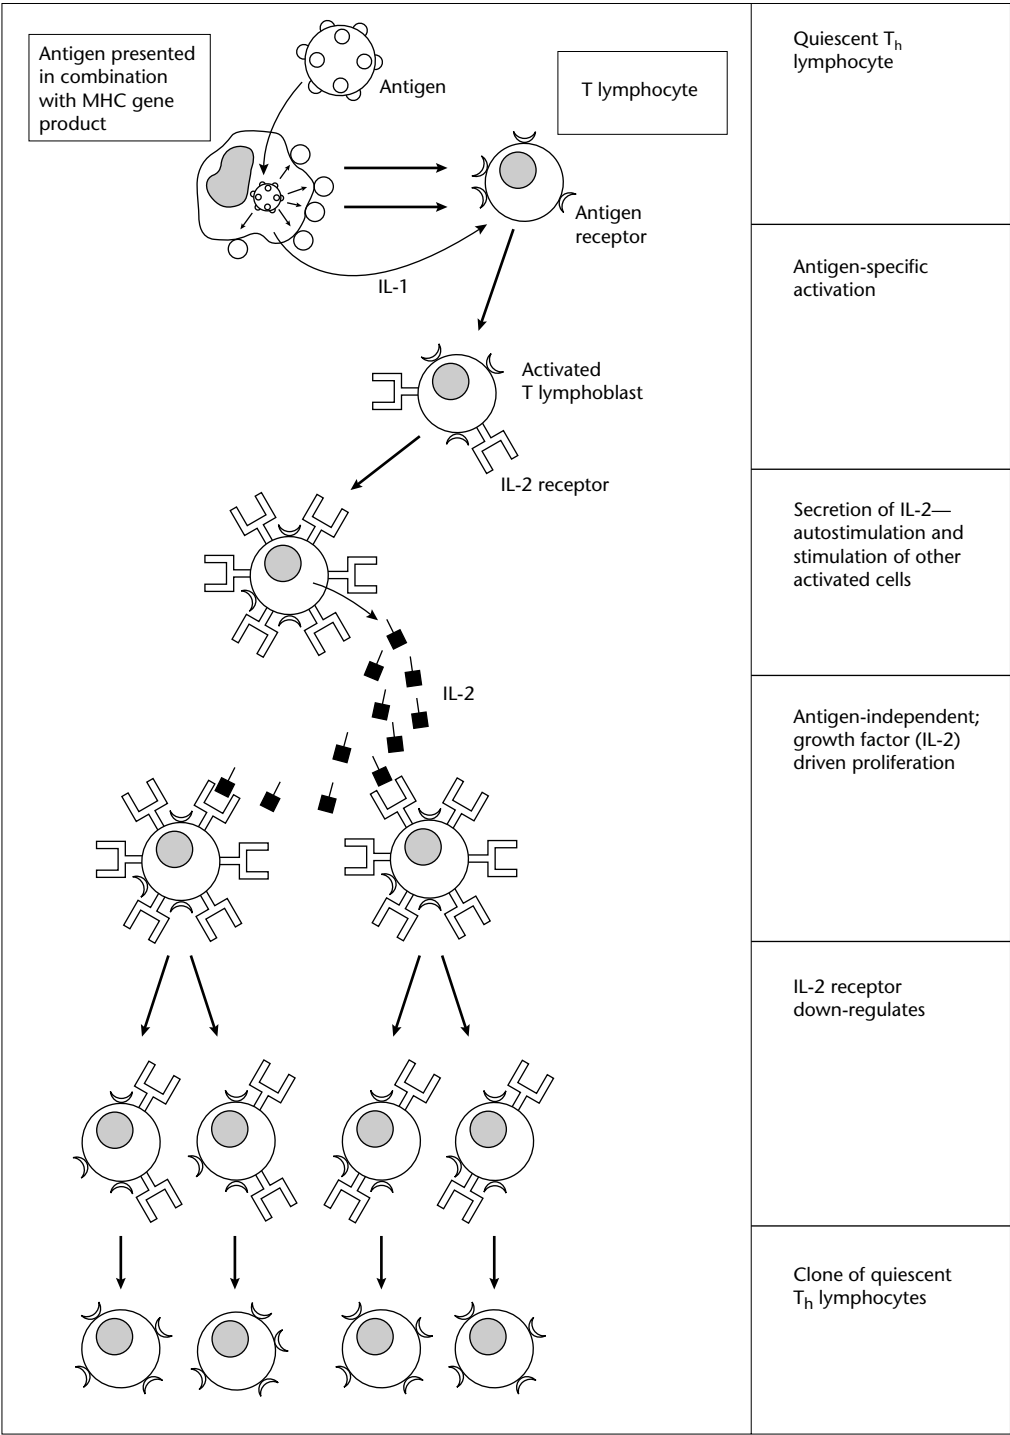 Antigen presented
in combination
with MHC gene
product
Antigen
T lymphocyte
Quiescent Th
lymphocyte
Antigen
receptor
IL-1
Antigen-specific
activation
Activated
T lymphoblast
IL-2 receptor
Secretion of IL-2—
autostimulation and
stimulation of other
activated cells
IL-2
Antigen-independent;
growth factor (IL-2)
driven proliferation
IL-2 receptor
down-regulates
Clone of quiescent
Th lymphocytes